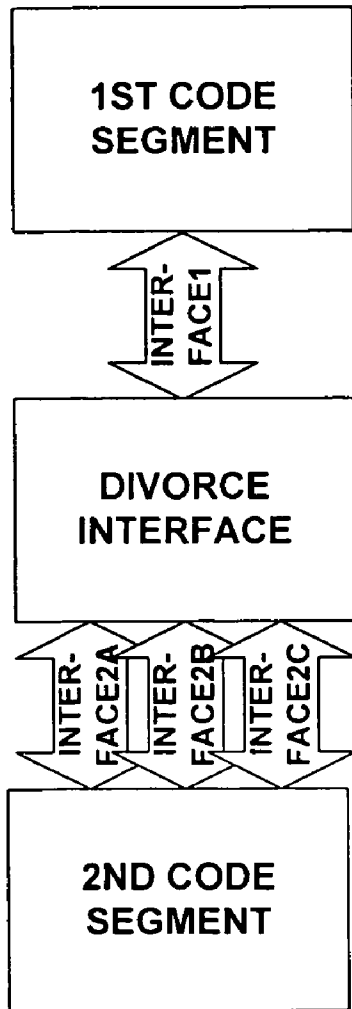 1ST CODE
SEGMENT
INTER-
FACE1
DIVORCE
INTERFACE
INTER-
FACE2A
INTER-
FACE2B
INTER-
FACE2C
2ND CODE
SEGMENT